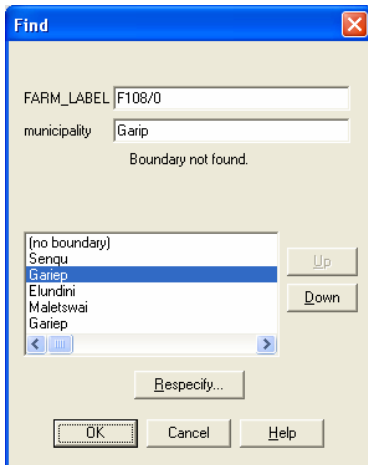 Find
FARM_LABEL F108/0
municipality Garip
Boundary not found.
(no boundary)
Senqu
Gariep
Elundini
Maletswai
Gariep
Up
Down
Respecify...
OK Cancel Help